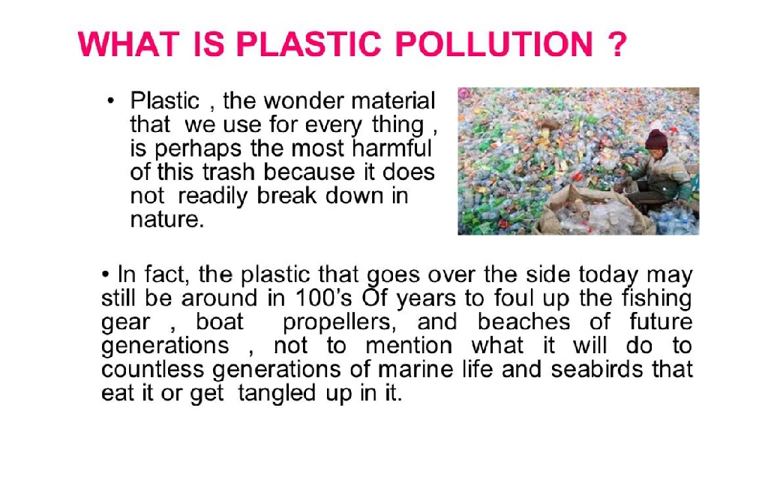 WHAT IS PLASTIC POLLUTION ?
• Plastic , the wonder material
that we use for every thing ,
is perhaps the most harmful
of this trash because it does
not readily break down in
nature.
• In fact, the plastic that goes over the side today may
still be around in 100's Of years to foul up the fishing
gear , boat propellers, and beaches of future
generations , not to mention what it will do to
countless generations of marine life and seabirds that
eat it or get tangled up in it.